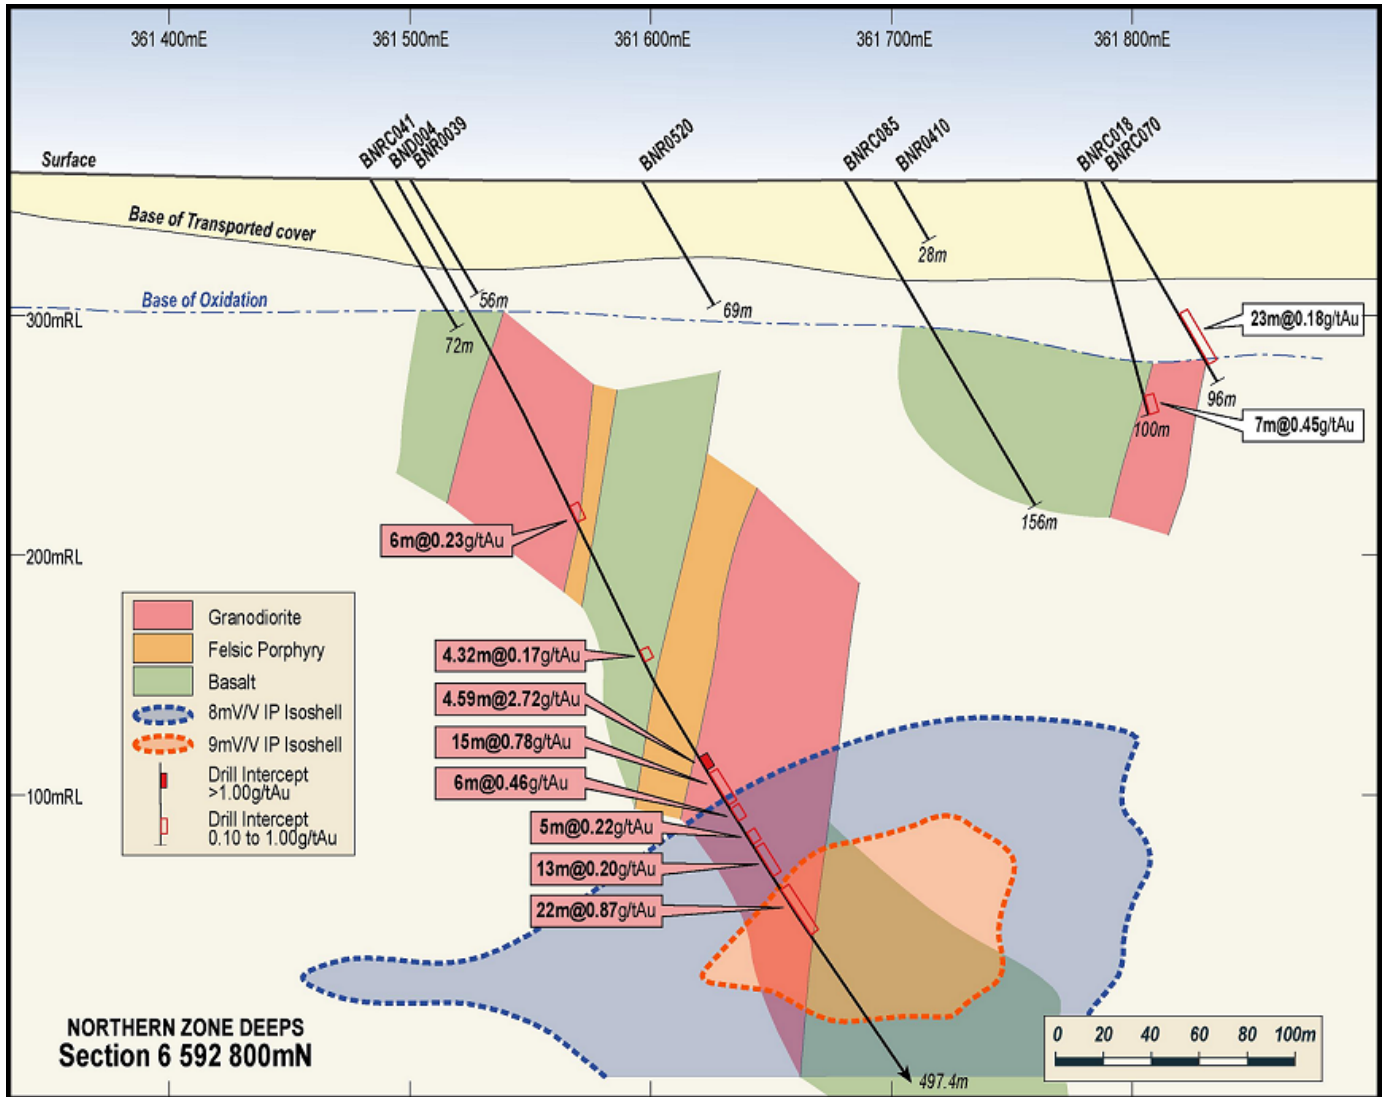 361 400mE
361 500mE
361 600mE
361 700mE
361 800mE
BNRC041
BND004
BNR0039
BNR0520
BNRC085
BNR0410
BNRC018
BNRC070
Surface
Base of Transported cover
28m
Base of Oxidation
56m
69m
300mRL
72m
23m@0.18g/tAu
96m
7m@0.45g/tAu
100m
156m
6m@0.23g/tAu
200mRL
Granodiorite
Felsic Porphyry
Basalt
8mV/V IP Isoshell
9mV/V IP Isoshell
Drill Intercept
>1.00g/tAu
Drill Intercept
0.10 to 1.00g/tAu
4.32m@0.17g/tAu
4.59m@2.72g/tAu
15m@0.78g/tAu
6m@0.46g/tAu
100mRL
5m@0.22g/tAu
13m@0.20g/tAu
22m@0.87g/tAu
NORTHERN ZONE DEEPS
Section 6 592 800mN
0 20 40 60 80 100m
497.4m